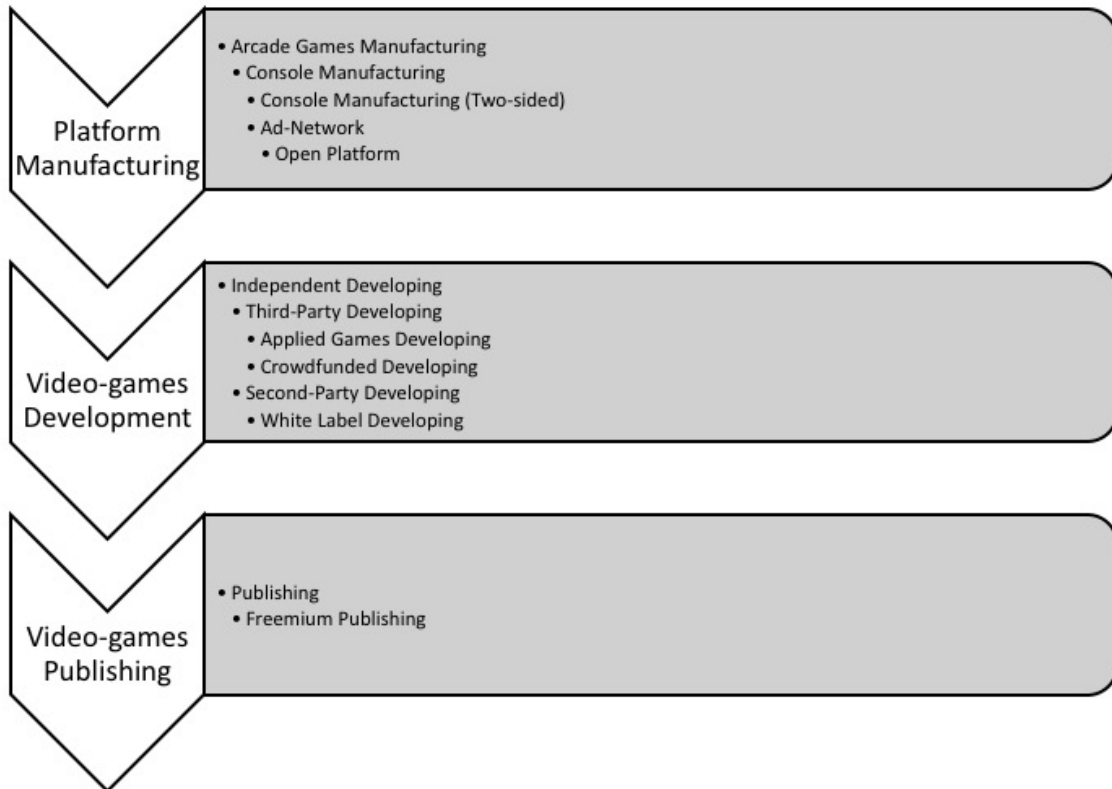 Platform
Manufacturing
• Arcade Games Manufacturing
• Console Manufacturing
• Console Manufacturing (Two-sided)
• Ad-Network
• Open Platform
Video-games
Development
• Independent Developing
• Third-Party Developing
• Applied Games Developing
• Crowdfunded Developing
• Second-Party Developing
• White Label Developing
Video-games
Publishing
• Publishing
• Freemium Publishing